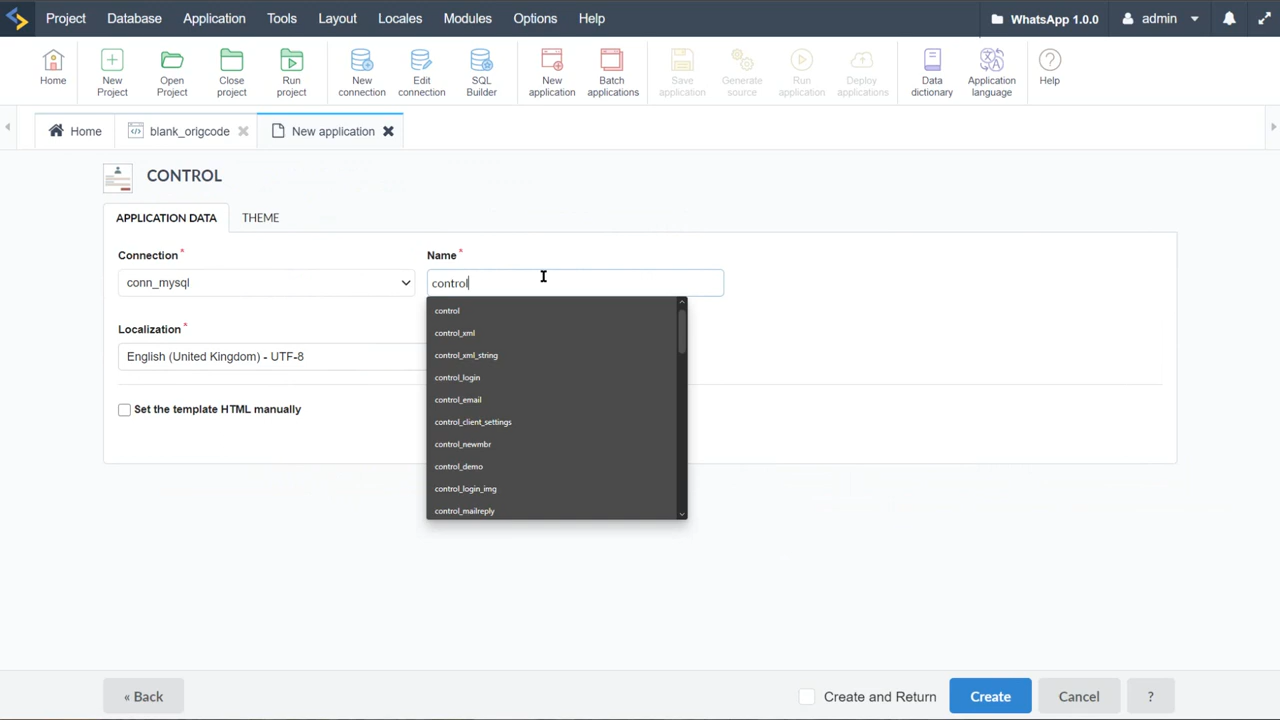 Project Database Application Tools Layout Locales Modules Options Help WhatsApp 1.0.0 admin
Home New Project Open Project Close project Run project New connection Edit connection SQL Builder New application Batch applications Save application Generate source Run application Deploy applications Data dictionary Application language Help
Home blank_origcode New application
CONTROL
APPLICATION DATA THEME
Connection* Name*
conn_mysql control
control
control_xml
Localization*
control_xml_string
English (United Kingdom) - UTF-8
control_login
control_email
Set the template HTML manually
control_client_settings
control_newmbr
control_demo
control_login_img
control_mailreply
« Back Create and Return Create Cancel ?